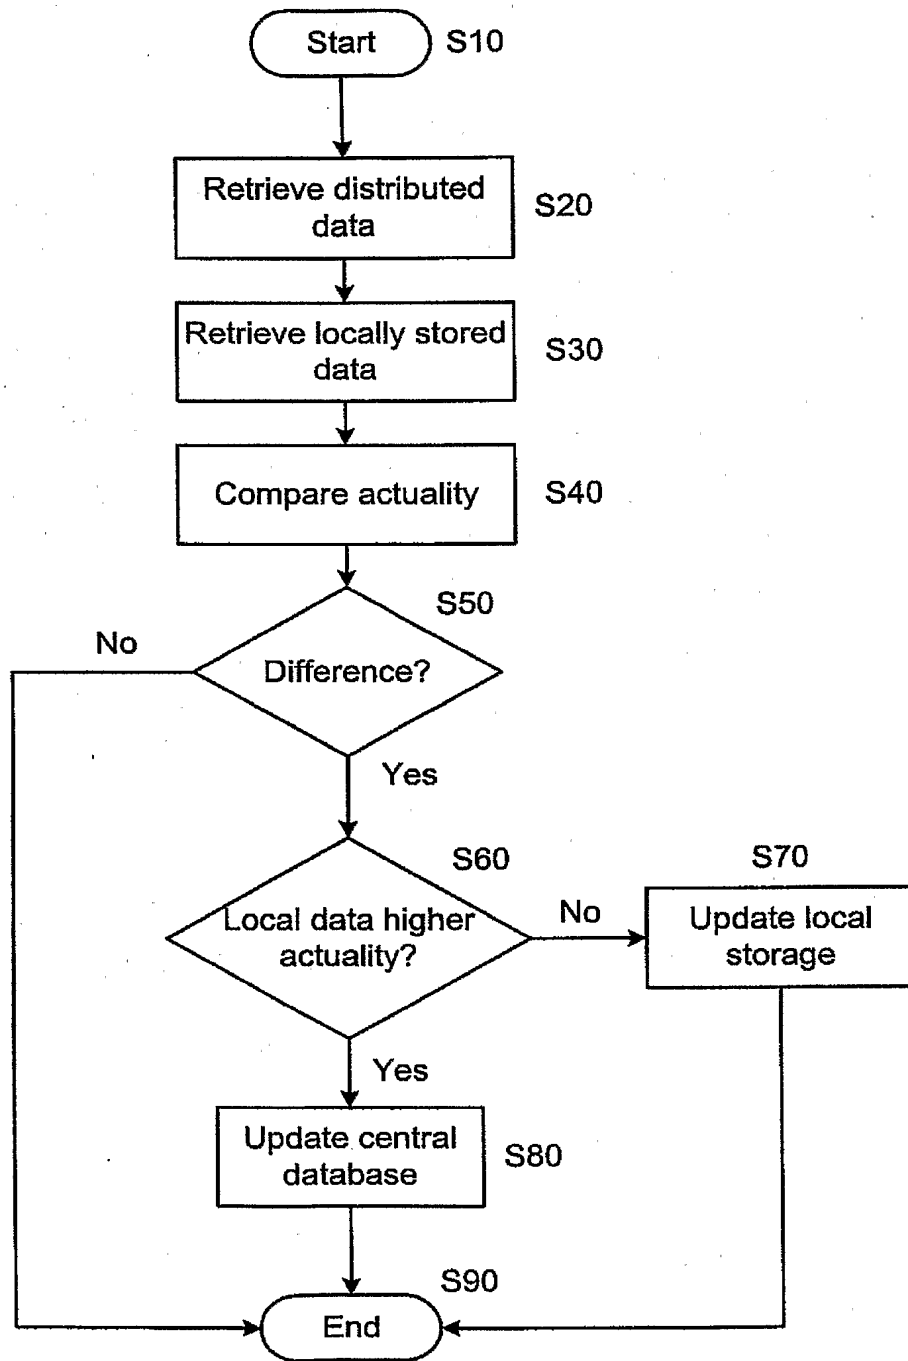 Start
S10
Retrieve distributed
data
S20
Retrieve locally stored
data
S30
Compare actuality
S40
S50
No
Difference?
Yes
S60
S70
Local data higher
actuality?
No
Update local
storage
Yes
Update central
database
S80
S90
End